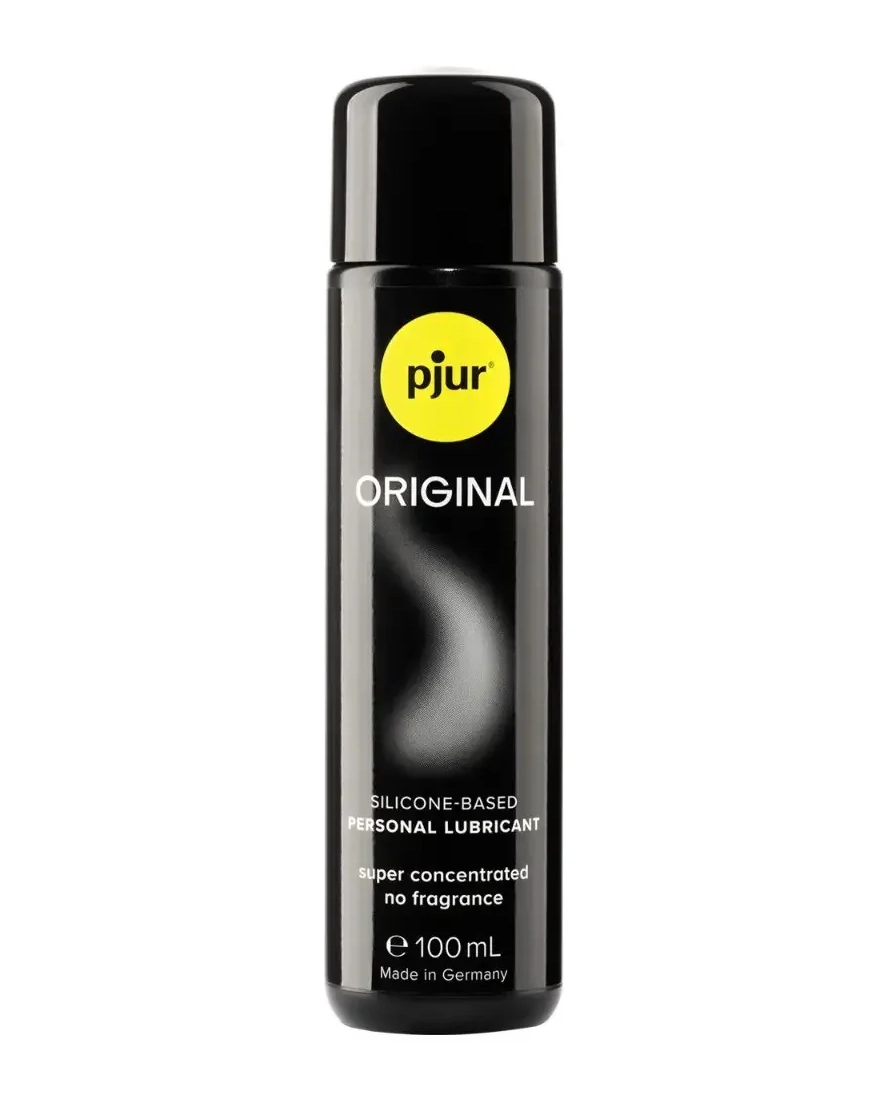 pjur®
ORIGINAL
SILICONE-BASED
PERSONAL LUBRICANT
super concentrated
no fragrance
℮ 100 mL
Made in Germany